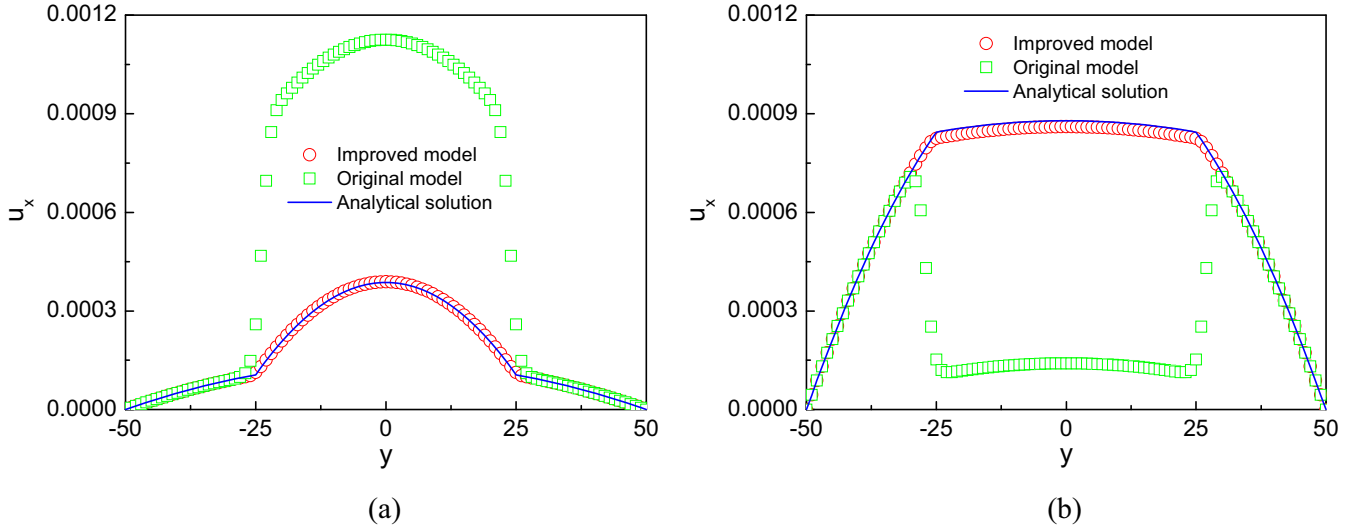 0.0012
0.0009
0.0006
0.0003
0.0000
u_x
Improved model
Original model
Analytical solution
-50
-25
0
25
50
y
(a)
0.0012
0.0009
0.0006
0.0003
0.0000
u_x
Improved model
Original model
Analytical solution
-50
-25
0
25
50
y
(b)